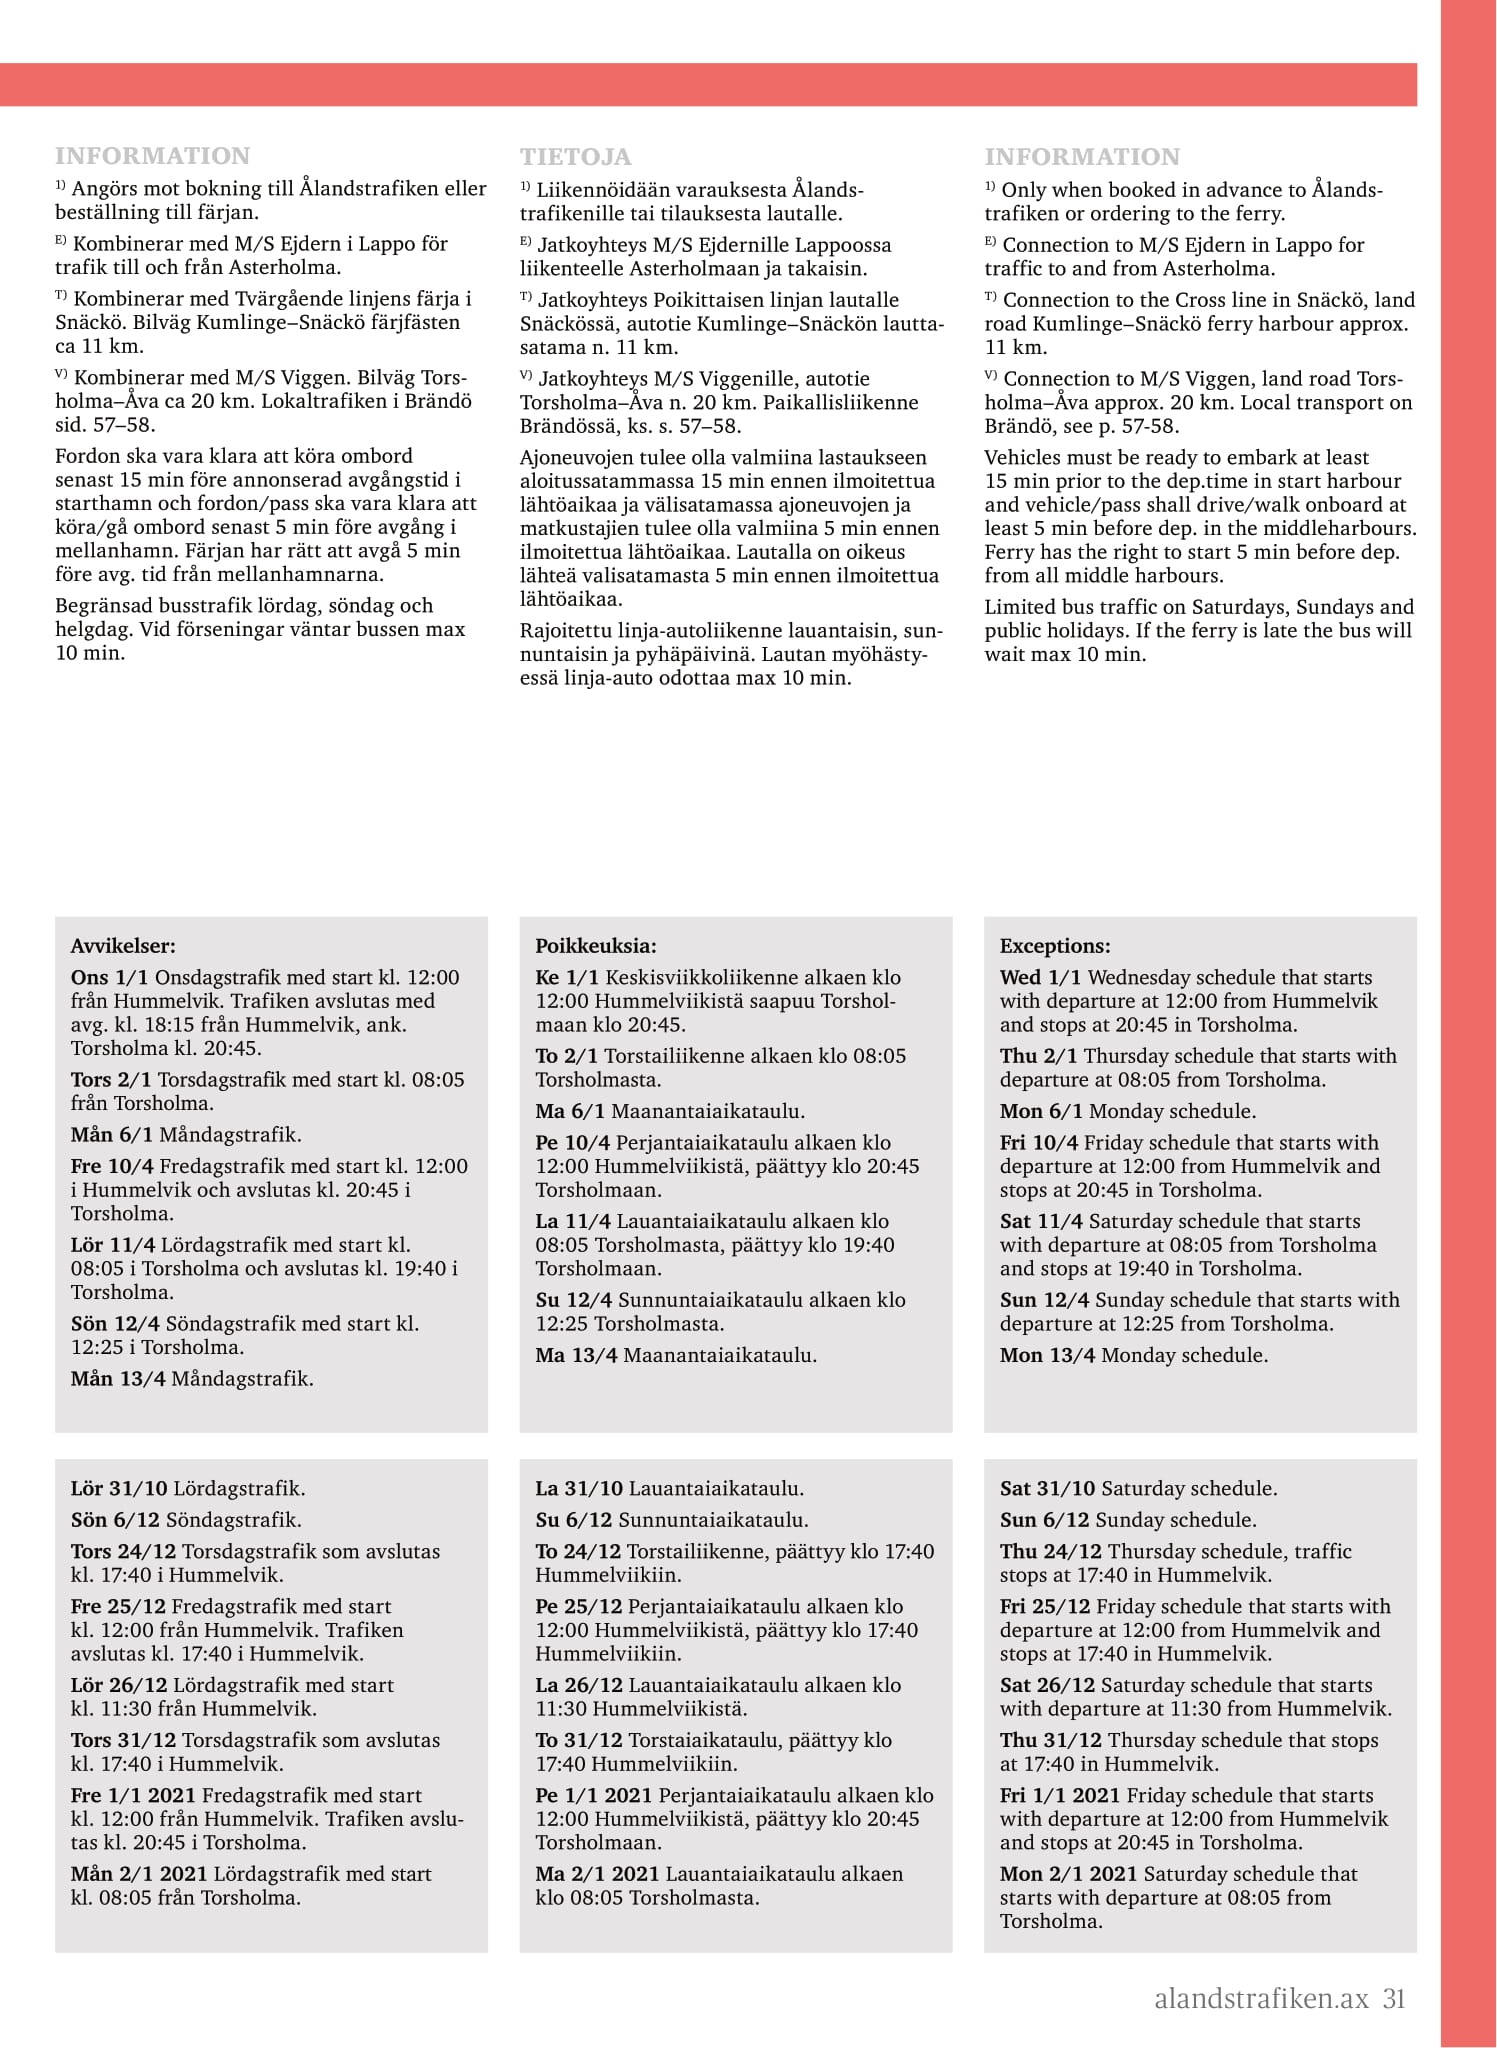 INFORMATION
1) Angörs mot bokning till Ålandstrafiken eller
beställning till färjan.
E) Kombinerar med M/S Ejdern i Lappo för
trafik till och från Asterholma.
T) Kombinerar med Tvärgående linjens färja i
Snäckö. Bilväg Kumlinge–Snäckö färjfästen
ca 11 km.
V) Kombinerar med M/S Viggen. Bilväg Tors-
holma–Åva ca 20 km. Lokaltrafiken i Brändö
sid. 57–58.
Fordon ska vara klara att köra ombord
senast 15 min före annonserad avgångstid i
starthamn och fordon/pass ska vara klara att
köra/gå ombord senast 5 min före avgång i
mellanhamn. Färjan har rätt att avgå 5 min
före avg. tid från mellanhamnarna.
Begränsad busstrafik lördag, söndag och
helgdag. Vid förseningar väntar bussen max
10 min.
TIETOJA
1) Liikennöidään varauksesta Ålands-
trafikenille tai tilauksesta lautalle.
E) Jatkoyhteys M/S Ejdernille Lappoossa
liikenteelle Asterholmaan ja takaisin.
T) Jatkoyhteys Poikittaisen linjan lautalle
Snäckössä, autotie Kumlinge–Snäckön lautta-
satama n. 11 km.
V) Jatkoyhteys M/S Viggenille, autotie
Torsholma–Åva n. 20 km. Paikallisliikenne
Brändössä, ks. s. 57–58.
Ajoneuvojen tulee olla valmiina lastaukseen
aloitussatammassa 15 min ennen ilmoitettua
lähtöaikaa ja välisatamassa ajoneuvojen ja
matkustajien tulee olla valmiina 5 min ennen
ilmoitettua lähtöaikaa. Lautalla on oikeus
lähteä valisatamasta 5 min ennen ilmoitettua
lähtöaikaa.
Rajoitettu linja-autoliikenne lauantaisin, sun-
nuntaisin ja pyhäpäivinä. Lautan myöhästy-
essä linja-auto odottaa max 10 min.
INFORMATION
1) Only when booked in advance to Ålands-
trafiken or ordering to the ferry.
E) Connection to M/S Ejdern in Lappo for
traffic to and from Asterholma.
T) Connection to the Cross line in Snäckö, land
road Kumlinge–Snäckö ferry harbour approx.
11 km.
V) Connection to M/S Viggen, land road Tors-
holma–Åva approx. 20 km. Local transport on
Brändö, see p. 57-58.
Vehicles must be ready to embark at least
15 min prior to the dep.time in start harbour
and vehicle/pass shall drive/walk onboard at
least 5 min before dep. in the middleharbours.
Ferry has the right to start 5 min before dep.
from all middle harbours.
Limited bus traffic on Saturdays, Sundays and
public holidays. If the ferry is late the bus will
wait max 10 min.
Avvikelser:
Ons 1/1 Onsdagstrafik med start kl. 12:00
från Hummelvik. Trafiken avslutas med
avg. kl. 18:15 från Hummelvik, ank.
Torsholma kl. 20:45.
Tors 2/1 Torsdagstrafik med start kl. 08:05
från Torsholma.
Mån 6/1 Måndagstrafik.
Fre 10/4 Fredagstrafik med start kl. 12:00
i Hummelvik och avslutas kl. 20:45 i
Torsholma.
Lör 11/4 Lördagstrafik med start kl.
08:05 i Torsholma och avslutas kl. 19:40 i
Torsholma.
Sön 12/4 Söndagstrafik med start kl.
12:25 i Torsholma.
Mån 13/4 Måndagstrafik.
Poikkeuksia:
Ke 1/1 Keskisviikkoliikenne alkaen klo
12:00 Hummelviikistä saapuu Torshol-
maan klo 20:45.
To 2/1 Torstailiikenne alkaen klo 08:05
Torsholmasta.
Ma 6/1 Maanantaiaikataulu.
Pe 10/4 Perjantaiaikataulu alkaen klo
12:00 Hummelviikistä, päättyy klo 20:45
Torsholmaan.
La 11/4 Lauantaiaikataulu alkaen klo
08:05 Torsholmasta, päättyy klo 19:40
Torsholmaan.
Su 12/4 Sunnuntaiaikataulu alkaen klo
12:25 Torsholmasta.
Ma 13/4 Maanantaiaikataulu.
Exceptions:
Wed 1/1 Wednesday schedule that starts
with departure at 12:00 from Hummelvik
and stops at 20:45 in Torsholma.
Thu 2/1 Thursday schedule that starts with
departure at 08:05 from Torsholma.
Mon 6/1 Monday schedule.
Fri 10/4 Friday schedule that starts with
departure at 12:00 from Hummelvik and
stops at 20:45 in Torsholma.
Sat 11/4 Saturday schedule that starts
with departure at 08:05 from Torsholma
and stops at 19:40 in Torsholma.
Sun 12/4 Sunday schedule that starts with
departure at 12:25 from Torsholma.
Mon 13/4 Monday schedule.
Lör 31/10 Lördagstrafik.
Sön 6/12 Söndagstrafik.
Tors 24/12 Torsdagstrafik som avslutas
kl. 17:40 i Hummelvik.
Fre 25/12 Fredagstrafik med start
kl. 12:00 från Hummelvik. Trafiken
avslutas kl. 17:40 i Hummelvik.
Lör 26/12 Lördagstrafik med start
kl. 11:30 från Hummelvik.
Tors 31/12 Torsdagstrafik som avslutas
kl. 17:40 i Hummelvik.
Fre 1/1 2021 Fredagstrafik med start
kl. 12:00 från Hummelvik. Trafiken avslu-
tas kl. 20:45 i Torsholma.
Mån 2/1 2021 Lördagstrafik med start
kl. 08:05 från Torsholma.
La 31/10 Lauantaiaikataulu.
Su 6/12 Sunnuntaiaikataulu.
To 24/12 Torstailiikenne, päättyy klo 17:40
Hummelviikiin.
Pe 25/12 Perjantaiaikataulu alkaen klo
12:00 Hummelviikistä, päättyy klo 17:40
Hummelviikiin.
La 26/12 Lauantaiaikataulu alkaen klo
11:30 Hummelviikistä.
To 31/12 Torstaiaikataulu, päättyy klo
17:40 Hummelviikiin.
Pe 1/1 2021 Perjantaiaikataulu alkaen klo
12:00 Hummelviikistä, päättyy klo 20:45
Torsholmaan.
Ma 2/1 2021 Lauantaiaikataulu alkaen
klo 08:05 Torsholmasta.
Sat 31/10 Saturday schedule.
Sun 6/12 Sunday schedule.
Thu 24/12 Thursday schedule, traffic
stops at 17:40 in Hummelvik.
Fri 25/12 Friday schedule that starts with
departure at 12:00 from Hummelvik and
stops at 17:40 in Hummelvik.
Sat 26/12 Saturday schedule that starts
with departure at 11:30 from Hummelvik.
Thu 31/12 Thursday schedule that stops
at 17:40 in Hummelvik.
Fri 1/1 2021 Friday schedule that starts
with departure at 12:00 from Hummelvik
and stops at 20:45 in Torsholma.
Mon 2/1 2021 Saturday schedule that
starts with departure at 08:05 from
Torsholma.
alandstrafiken.ax 31